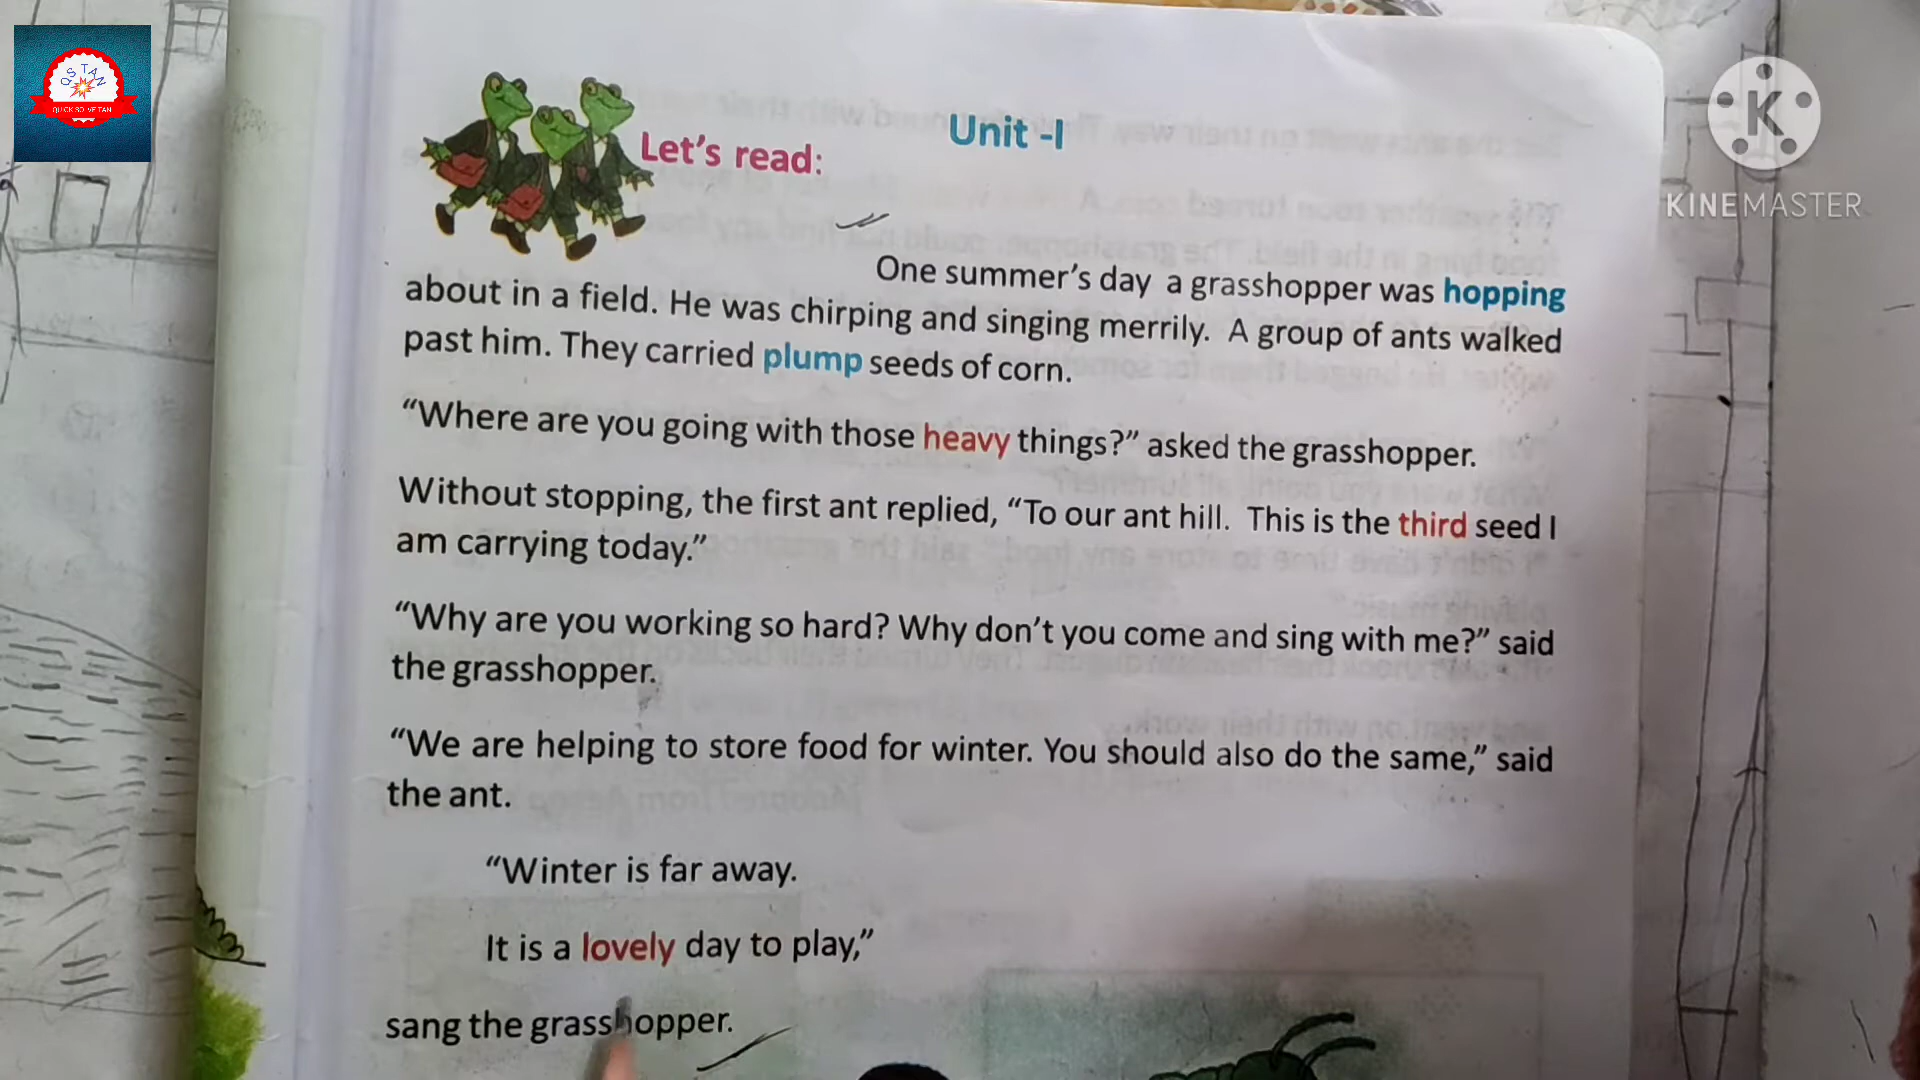 QSTAN
QUICKSOLVETAN
KINEMASTER
Unit -I
Let's read:
One summer's day a grasshopper was hopping
about in a field. He was chirping and singing merrily. A group of ants walked
past him. They carried plump seeds of corn.
“Where are you going with those heavy things?” asked the grasshopper.
Without stopping, the first ant replied, “To our ant hill. This is the third seed I
am carrying today.”
“Why are you working so hard? Why don't you come and sing with me?” said
the grasshopper.
“We are helping to store food for winter. You should also do the same,” said
the ant.
“Winter is far away.
It is a lovely day to play,”
sang the grasshopper.